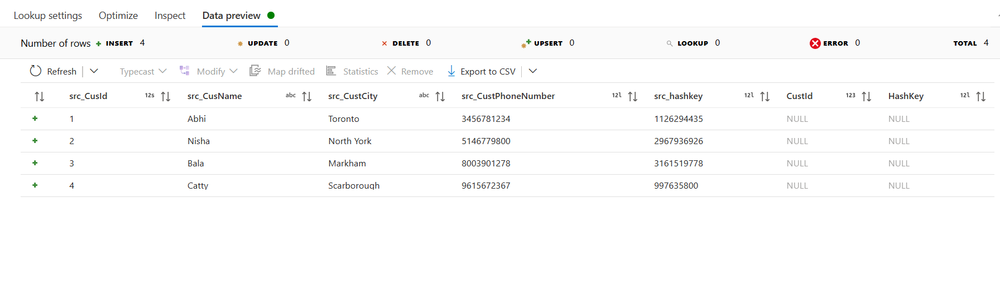 Lookup settings Optimize Inspect Data preview
Number of rows INSERT 4 UPDATE 0 DELETE 0 UPSERT 0 LOOKUP 0 ERROR 0 TOTAL 4
Refresh Typecast Modify Map drifted Statistics Remove Export to CSV
src_CusId 12s src_CusName abc src_CustCity abc src_CustPhoneNumber 12l src_hashkey 12l CustId 123 HashKey 12l
1 Abhi Toronto 3456781234 1126294435 NULL NULL
2 Nisha North York 5146779800 2967936926 NULL NULL
3 Bala Markham 8003901278 3161519778 NULL NULL
4 Catty Scarborough 9615672367 997635800 NULL NULL